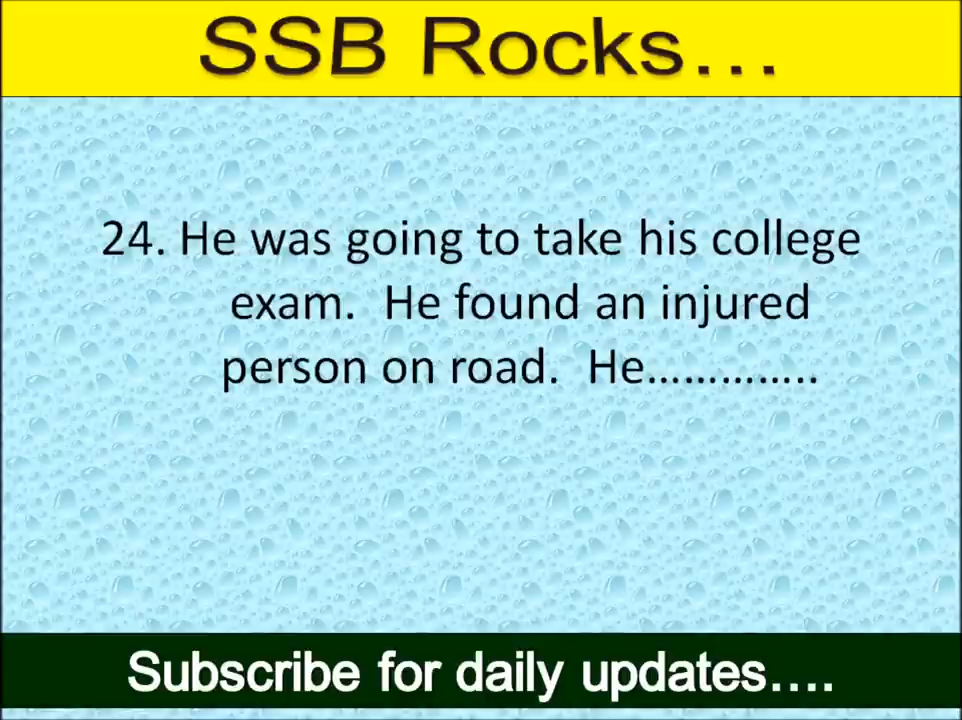 SSB Rocks...
24. He was going to take his college
exam. He found an injured
person on road. He…………..
Subscribe for daily updates....